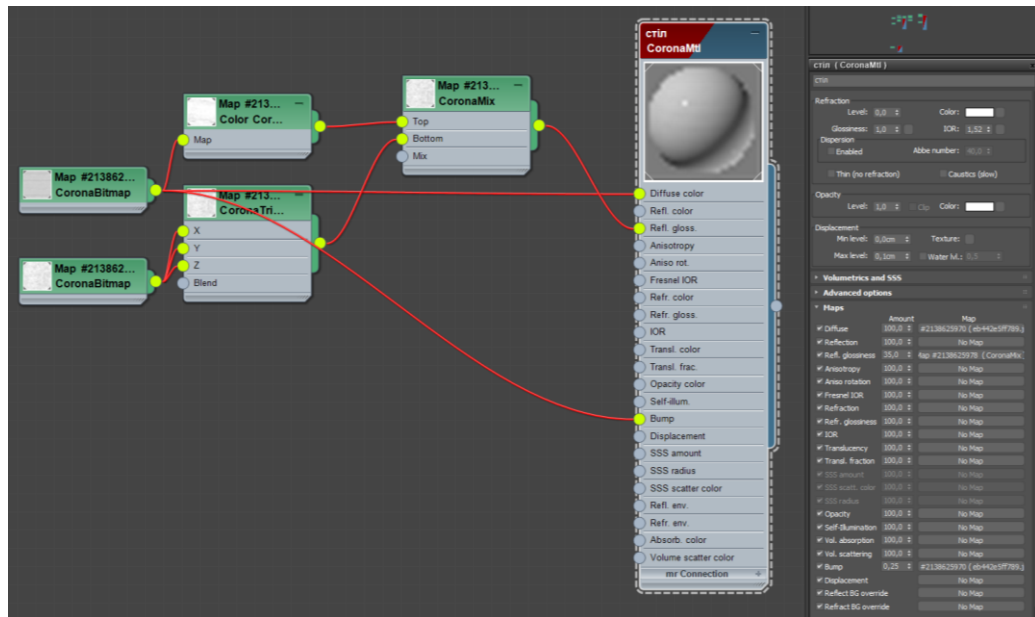 Map #213...
Color Cor...
Map
Map #213...
CoronaMix
Top
Bottom
Mix
Map #213862...
CoronaBitmap
Map #213...
CoronaTri...
X
Y
Z
Blend
Map #213862...
CoronaBitmap
стіл
CoronaMtl
Diffuse color
Refl. color
Refl. gloss.
Anisotropy
Aniso rot.
Fresnel IOR
Refr. color
Refr. gloss.
IOR
Transl. color
Transl. frac.
Opacity color
Self-illum.
Bump
Displacement
SSS amount
SSS radius
SSS scatter color
Refl. env.
Refr. env.
Absorb. color
Volume scatter color
mr Connection
стіл ( CoronaMtl )
стіл
Refraction
Level: 0,0 Color:
Glossiness: 1,0 IOR: 1,52
Dispersion
Enabled Abbe number: 40,0
Thin (no refraction) Caustics (slow)
Opacity
Level: 1,0 Clip Color:
Displacement
Min level: 0,0cm Texture:
Max level: 0,1cm Water lvl.: 0,5
Volumetrics and SSS
Advanced options
Maps
Amount Map
Diffuse 100,0 #2138625970 ( eb442e5ff789.j
Reflection 100,0 No Map
Refl. glossiness 35,0 Map #2138625978 ( CoronaMix
Anisotropy 100,0 No Map
Aniso rotation 100,0 No Map
Fresnel IOR 100,0 No Map
Refraction 100,0 No Map
Refr. glossiness 100,0 No Map
IOR 100,0 No Map
Translucency 100,0 No Map
Transl. fraction 100,0 No Map
SSS amount 100,0 No Map
SSS scatt. color 100,0 No Map
SSS radius 100,0 No Map
Opacity 100,0 No Map
Self-Illumination 100,0 No Map
Vol. absorption 100,0 No Map
Vol. scattering 100,0 No Map
Bump 0,25 #2138625970 ( eb442e5ff789.j
Displacement No Map
Reflect BG override No Map
Refract BG override No Map